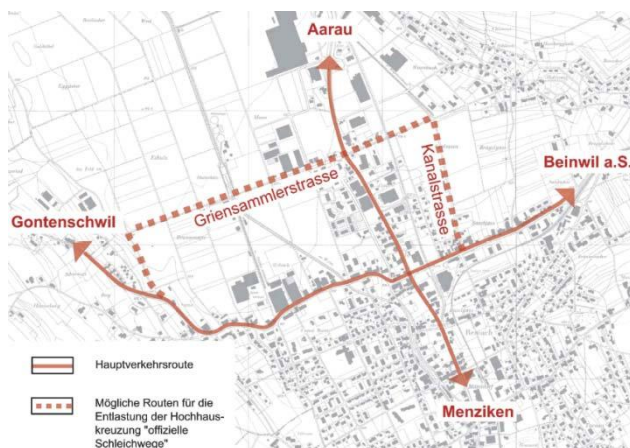 Aarau
Beinwil a.S.
Kanalstrasse
Griensammlerstrasse
Gontenschwil
Menziken
Hauptverkehrsroute
Mögliche Routen für die
Entlastung der Hochhaus-
kreuzung "offizielle
Schleichwege"